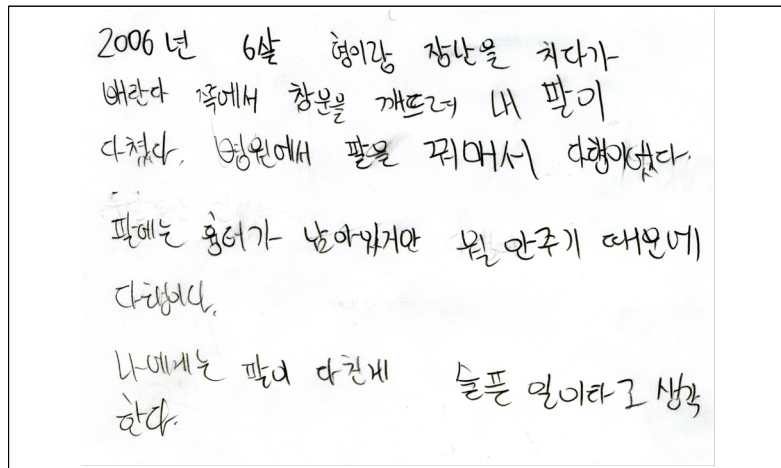 2006년 6살 형이랑 장난을 치다가
배란다 쪽에서 창문을 깨뜨려 내 팔이
다쳤다. 병원에서 팔을 꿔매서 다행이었다.
팔에는 흉터가 남아있지만 뭘 안주기 때문에
다행이다.
나에게는 팔이 다친게 슬픈 일이라고 생각
한다.